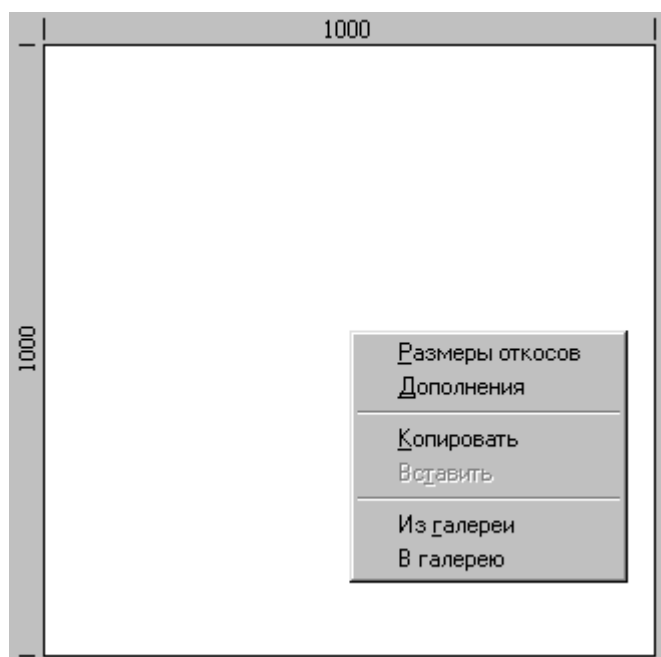 1000
1000
Размеры откосов
Дополнения
Копировать
Вставить
Из галереи
В галерею